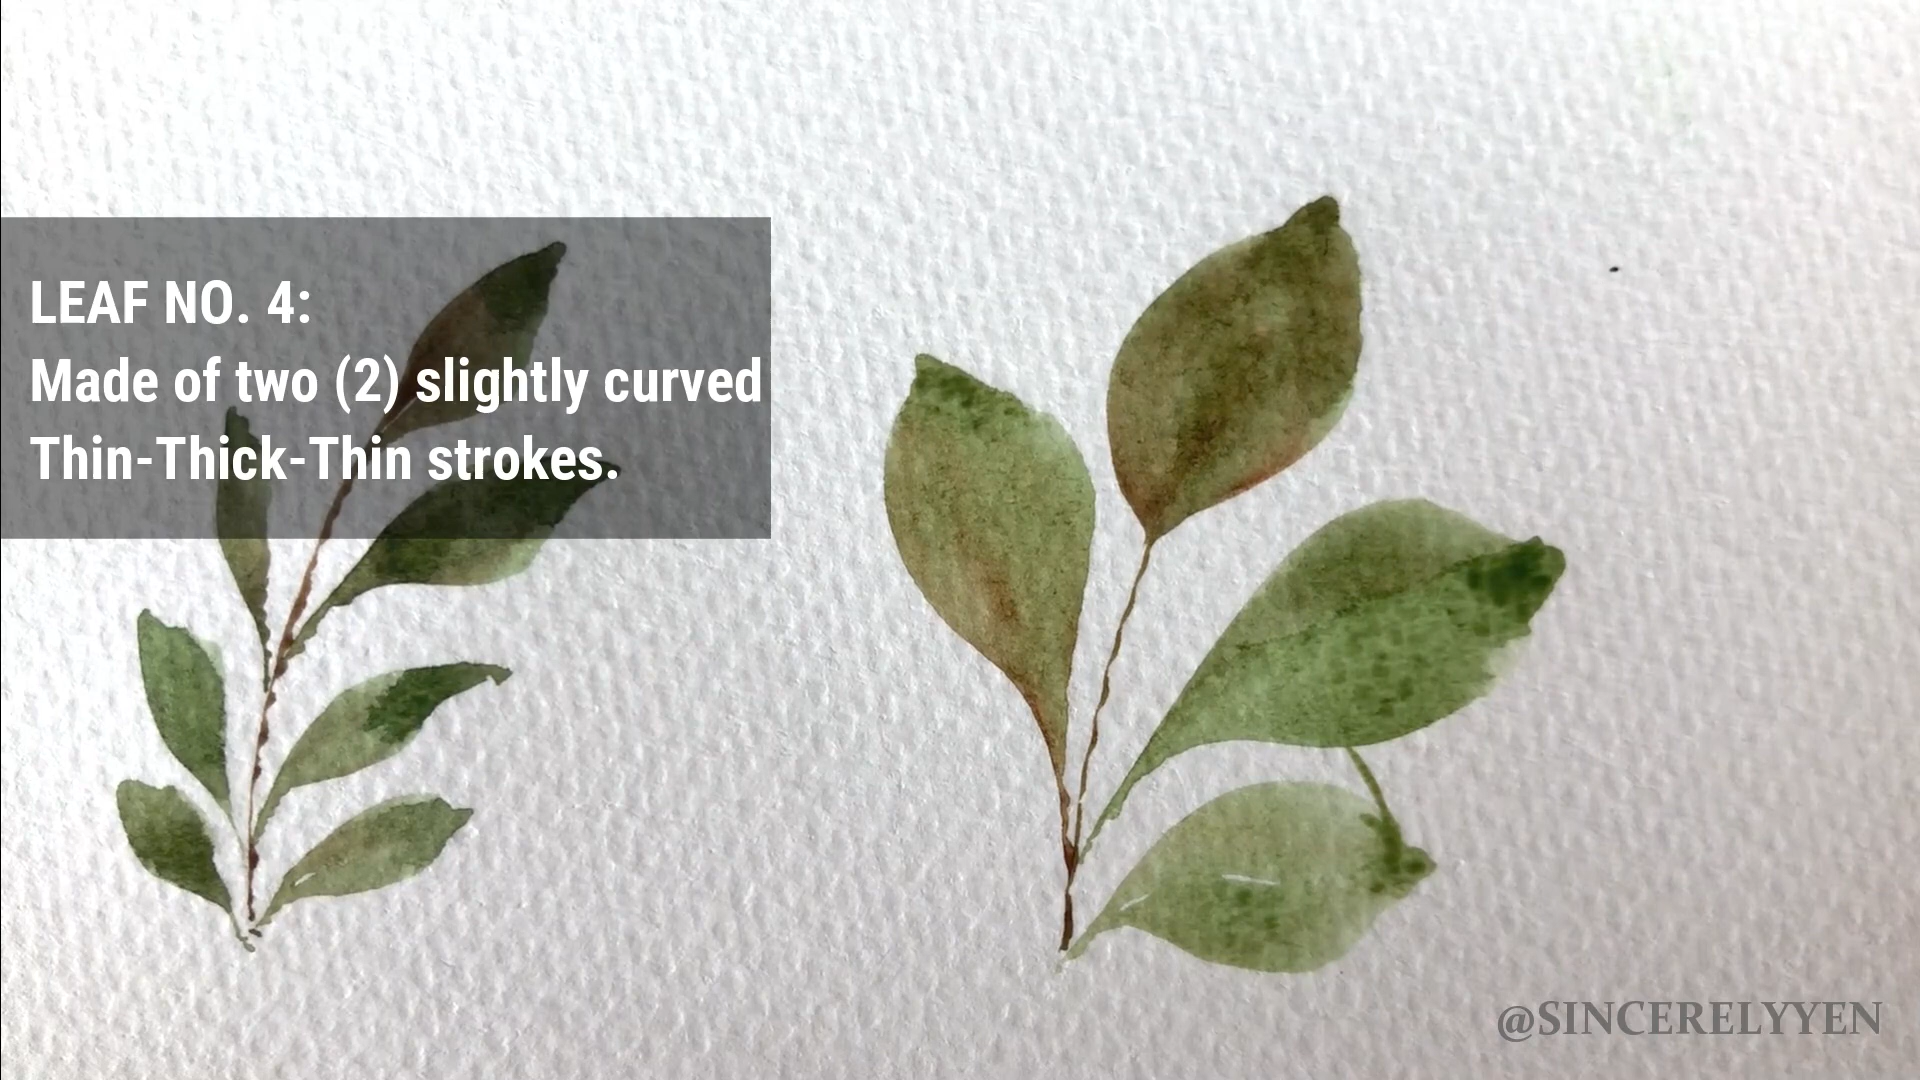 LEAF NO. 4:
Made of two (2) slightly curved
Thin-Thick-Thin strokes.
@SINCERELYYEN